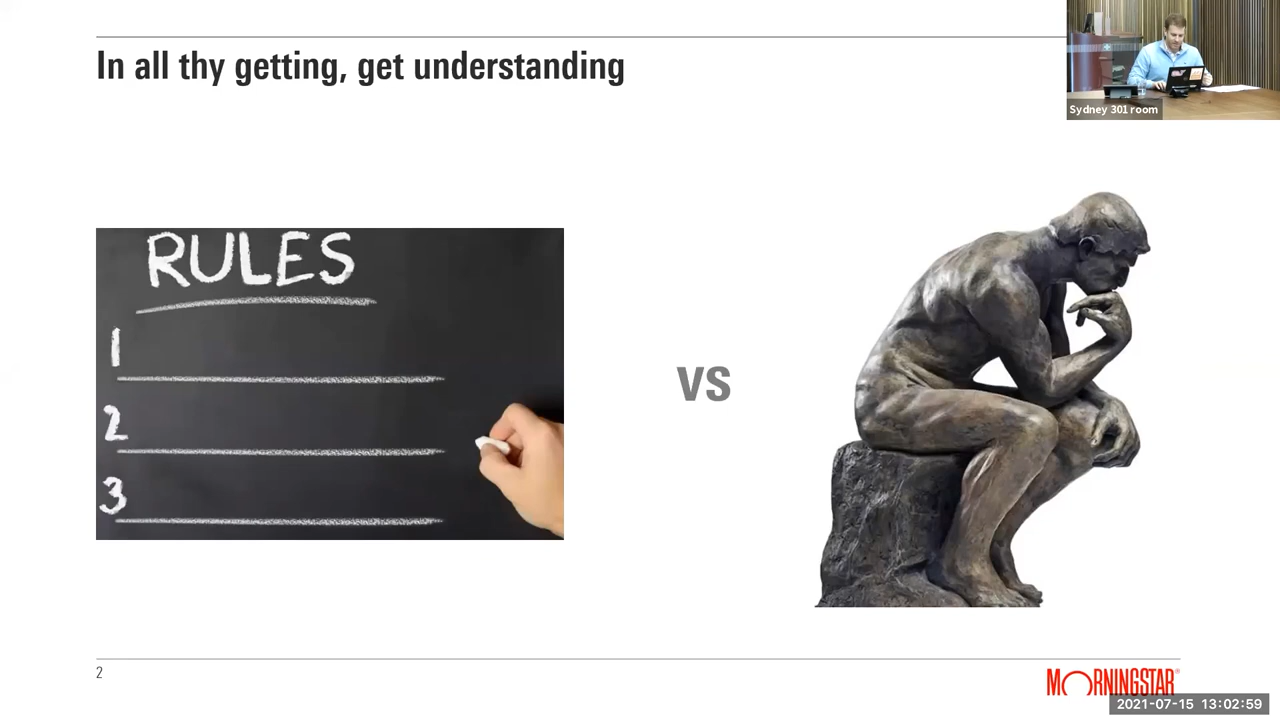 In all thy getting, get understanding
Sydney 301 room
RULES
1
2
3
vs
2
MORNINGSTAR®
2021-07-15 13:02:59